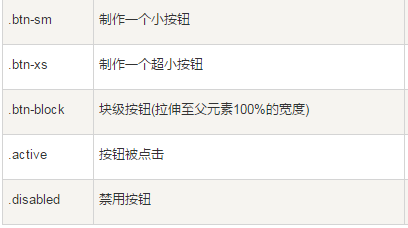 .btn-sm 制作一个小按钮
.btn-xs 制作一个超小按钮
.btn-block 块级按钮(拉伸至父元素100%的宽度)
.active 按钮被点击
.disabled 禁用按钮